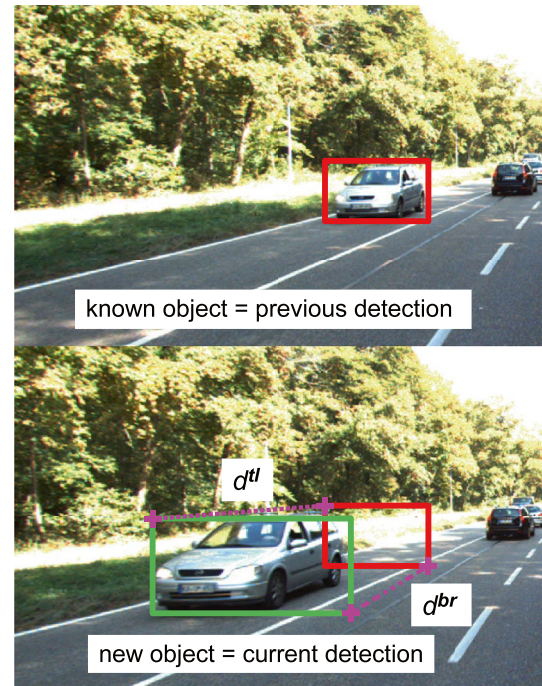 known object = previous detection
d^tl
d^br
new object = current detection